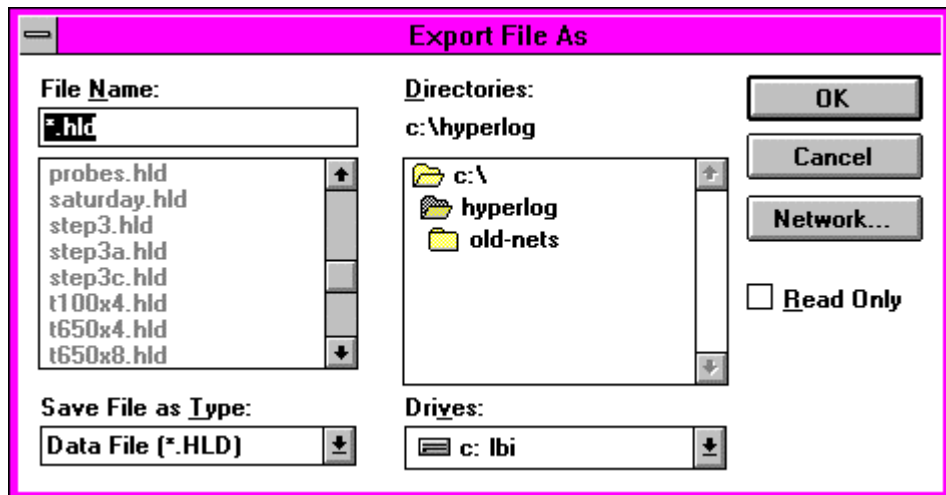 Export File As
File Name:
*.hld
probes.hld
saturday.hld
step3.hld
step3a.hld
step3c.hld
t100x4.hld
t650x4.hld
t650x8.hld
Save File as Type:
Data File (*.HLD)
Directories:
c:\hyperlog
c:\
hyperlog
old-nets
Drives:
c: lbi
OK
Cancel
Network...
Read Only